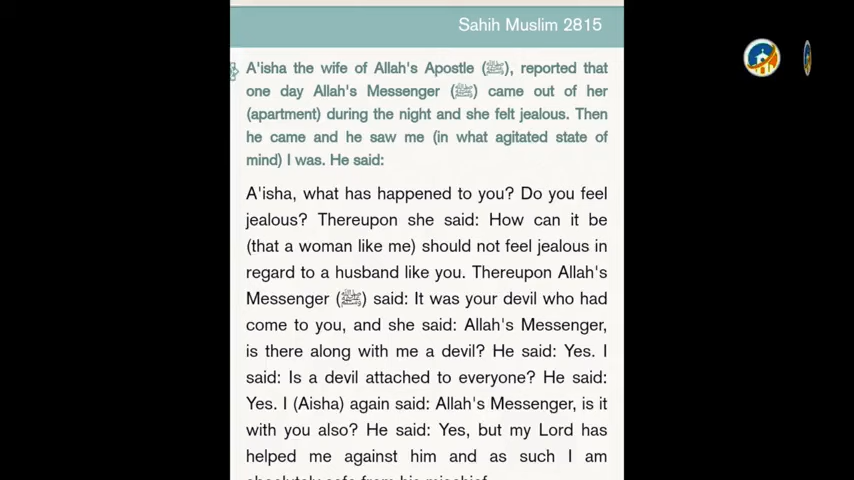 Sahih Muslim 2815
A'isha the wife of Allah's Apostle (ﷺ), reported that
one day Allah's Messenger (ﷺ) came out of her
(apartment) during the night and she felt jealous. Then
he came and he saw me (in what agitated state of
mind) I was. He said:
A'isha, what has happened to you? Do you feel
jealous? Thereupon she said: How can it be
(that a woman like me) should not feel jealous in
regard to a husband like you. Thereupon Allah's
Messenger (ﷺ) said: It was your devil who had
come to you, and she said: Allah's Messenger,
is there along with me a devil? He said: Yes. I
said: Is a devil attached to everyone? He said:
Yes. I (Aisha) again said: Allah's Messenger, is it
with you also? He said: Yes, but my Lord has
helped me against him and as such I am
absolutely safe from his mischief.